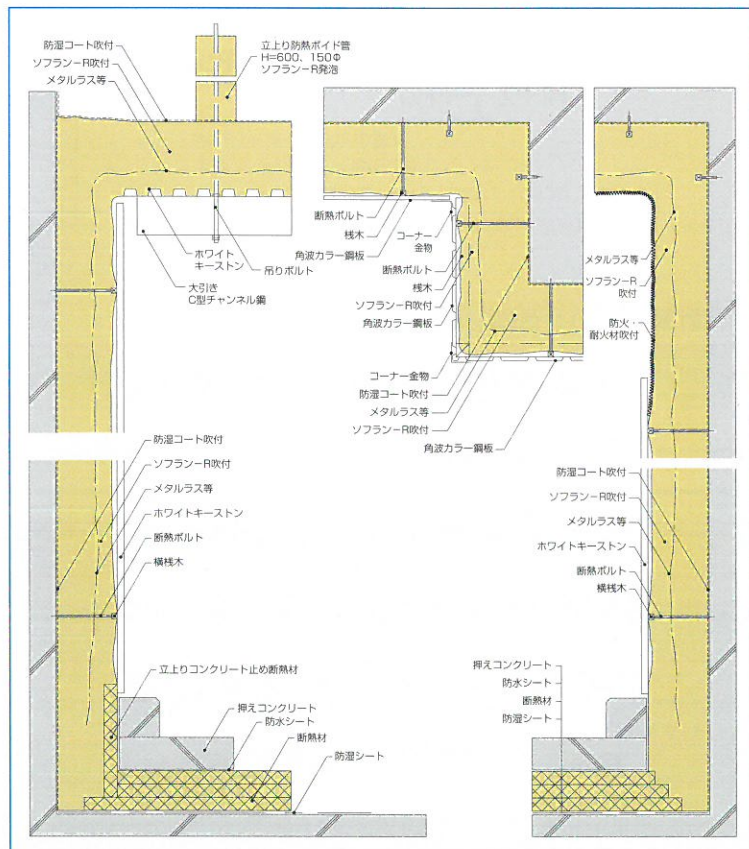 防湿コート吹付
ソフランーR吹付
メタルラス等
立上り防熱ボイド管
H=600、150Φ
ソフランーR発泡
ホワイト
キーストン
大引き
C型チャンネル鋼
吊りボルト
断熱ボルト
桟木
角波カラー鋼板
コーナー
金物
断熱ボルト
桟木
ソフランーR吹付
角波カラー鋼板
コーナー金物
防湿コート吹付
メタルラス等
ソフランーR吹付
角波カラー鋼板
メタルラス等
ソフランーR
吹付
防火・
耐火材吹付
防湿コート吹付
ソフランーR吹付
メタルラス等
ホワイトキーストン
断熱ボルト
横桟木
立上りコンクリート止め断熱材
押えコンクリート
防水シート
断熱材
防湿シート
防湿コート吹付
ソフランーR吹付
メタルラス等
ホワイトキーストン
断熱ボルト
横桟木
押えコンクリート
防水シート
断熱材
防湿シート